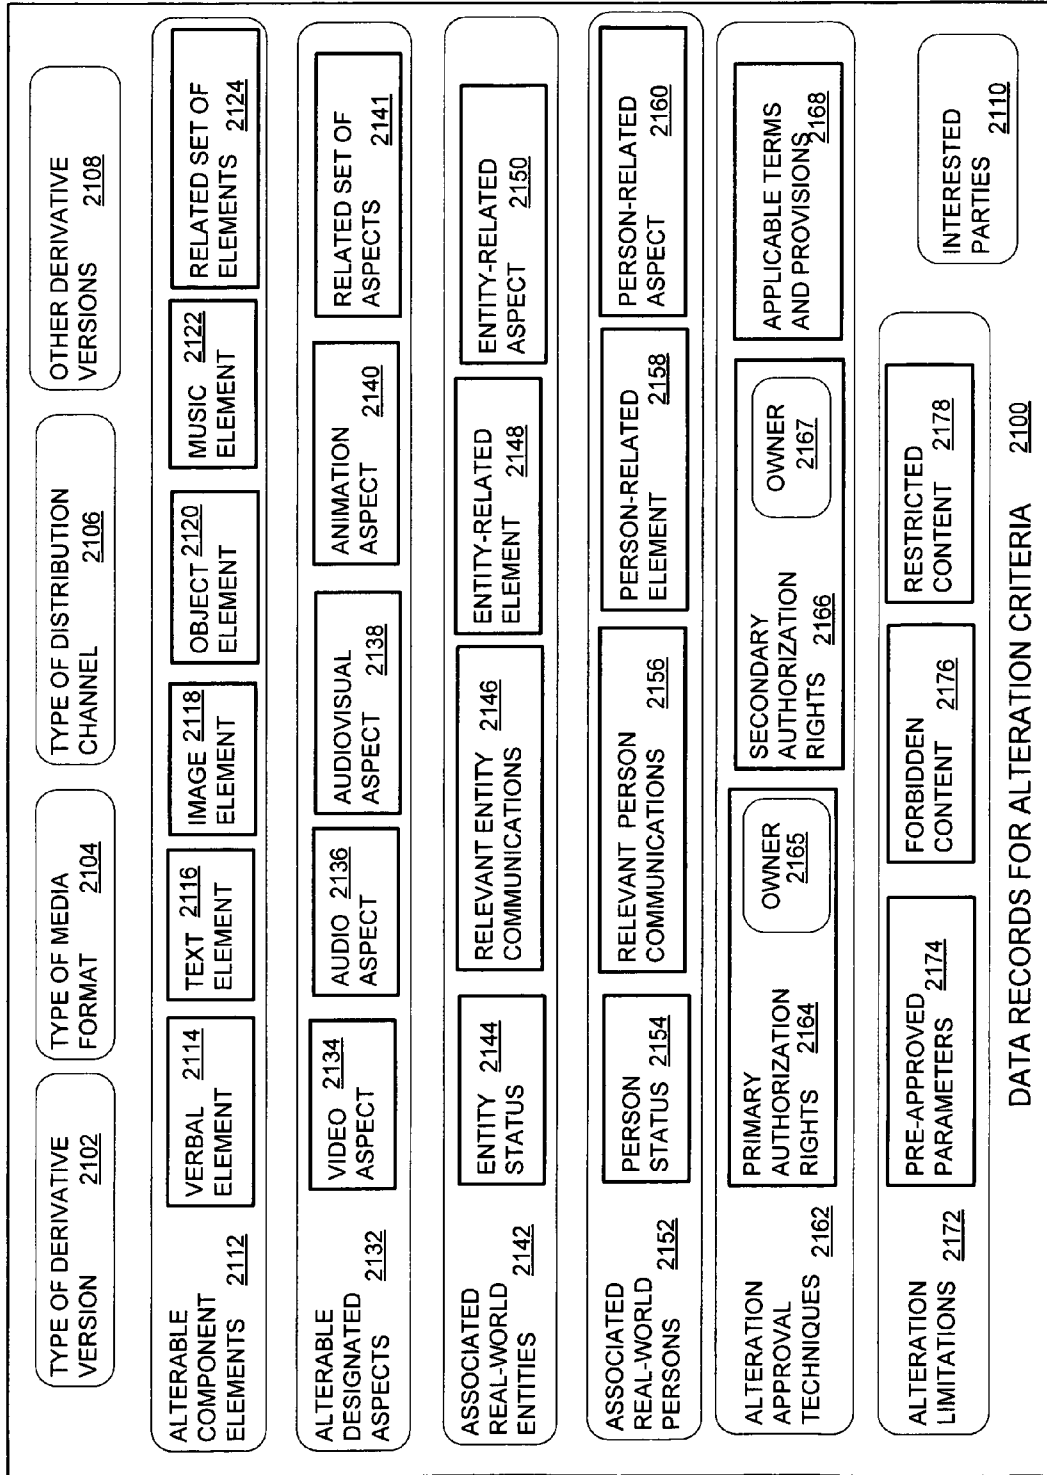 TYPE OF DERIVATIVE
VERSION 2102
TYPE OF MEDIA
FORMAT 2104
TYPE OF DISTRIBUTION
CHANNEL 2106
OTHER DERIVATIVE
VERSIONS 2108
ALTERABLE
COMPONENT
ELEMENTS 2112
VERBAL 2114
ELEMENT
TEXT 2116
ELEMENT
IMAGE 2118
ELEMENT
OBJECT 2120
ELEMENT
MUSIC 2122
ELEMENT
RELATED SET OF
ELEMENTS 2124
ALTERABLE
DESIGNATED
ASPECTS 2132
VIDEO 2134
ASPECT
AUDIO 2136
ASPECT
AUDIOVISUAL
ASPECT 2138
ANIMATION
ASPECT 2140
RELATED SET OF
ASPECTS 2141
ASSOCIATED
REAL-WORLD
ENTITIES 2142
ENTITY 2144
STATUS
RELEVANT ENTITY
COMMUNICATIONS 2146
ENTITY-RELATED
ELEMENT 2148
ENTITY-RELATED
ASPECT 2150
ASSOCIATED
REAL-WORLD
PERSONS 2152
PERSON
STATUS 2154
RELEVANT PERSON
COMMUNICATIONS 2156
PERSON-RELATED
ELEMENT 2158
PERSON-RELATED
ASPECT 2160
ALTERATION
APPROVAL
TECHNIQUES 2162
PRIMARY
AUTHORIZATION
RIGHTS 2164
OWNER
2165
SECONDARY
AUTHORIZATION
RIGHTS 2166
OWNER
2167
APPLICABLE TERMS
AND PROVISIONS 2168
ALTERATION
LIMITATIONS 2172
PRE-APPROVED
PARAMETERS 2174
FORBIDDEN
CONTENT 2176
RESTRICTED
CONTENT 2178
INTERESTED
PARTIES 2110
DATA RECORDS FOR ALTERATION CRITERIA 2100